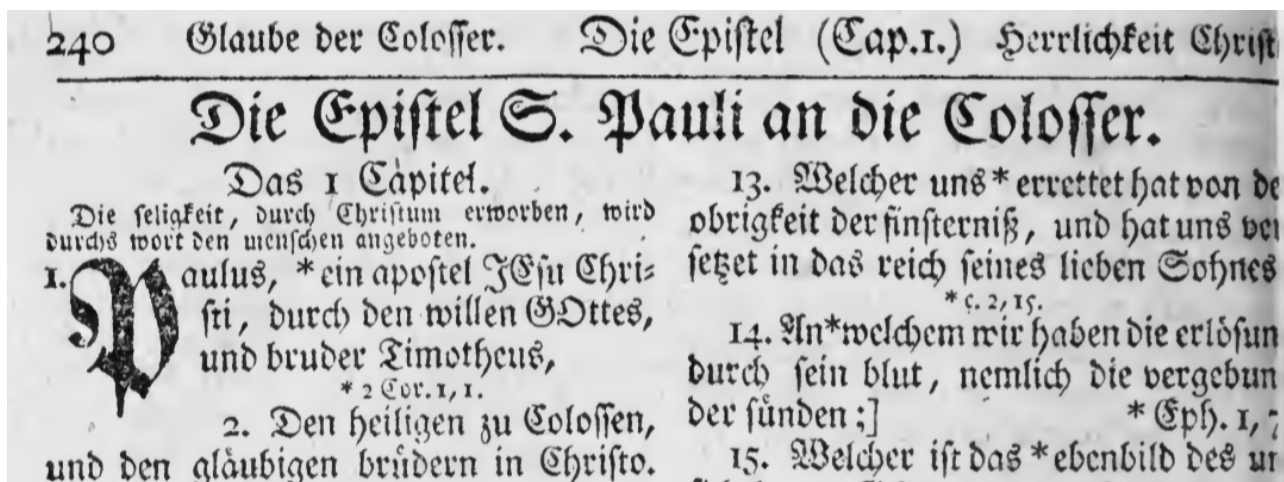 240 Glaube der Colosser. Die Epistel (Cap.1.) Herrlichkeit Christ
Die Epistel S. Pauli an die Colosser.
Das 1 Capitel.
Die seligkeit, durch Christum erworben, wird
durchs wort den menschen angeboten.
1. Paulus, *ein apostel JEsu Chri-
sti, durch den willen GOttes,
und bruder Timotheus,
* 2 Cor. 1, 1.
2. Den heiligen zu Colossen,
und den gläubigen brüdern in Christo.
13. Welcher uns * errettet hat von de
obrigkeit der finsterniß, und hat uns ver
setzet in das reich seines lieben Sohnes
* c. 2, 15.
14. An*welchem wir haben die erlösun
durch sein blut, nemlich die vergebun
der sünden;] * Eph. 1, 7
15. Welcher ist das * ebenbild des un